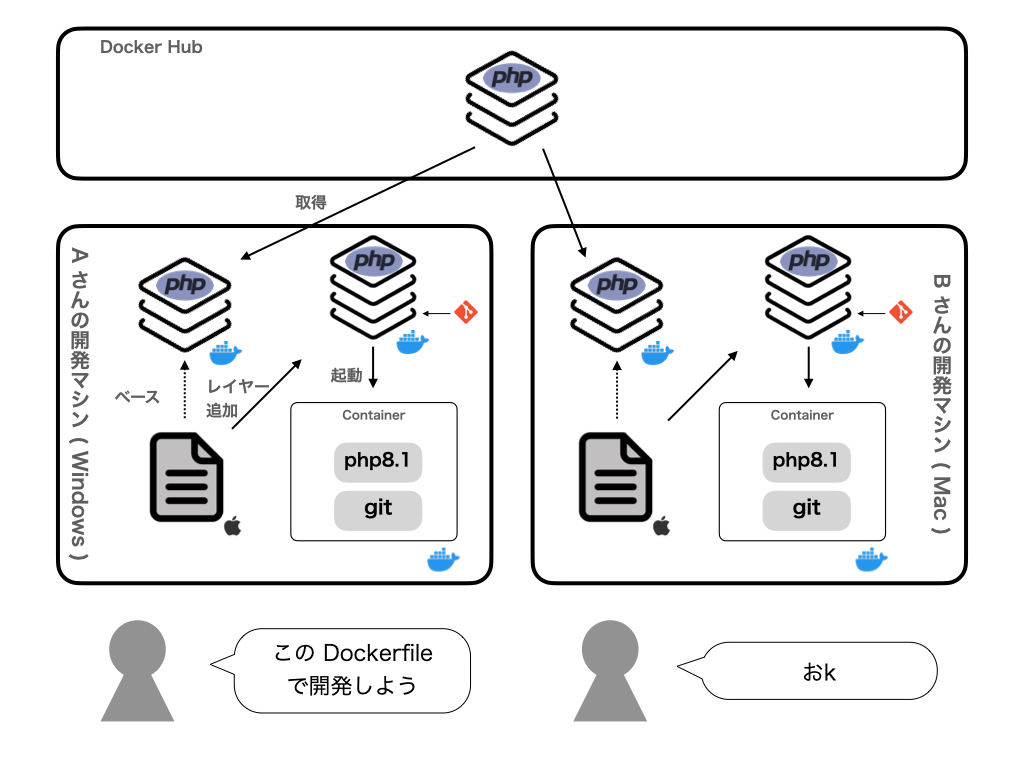 Docker Hub
php
取得
A さんの開発マシン ( Windows )
php
php
ベース
レイヤー
追加
起動
Container
php8.1
git
php
php
Container
php8.1
git
B さんの開発マシン ( Mac )
この Dockerfile
で開発しよう
おk